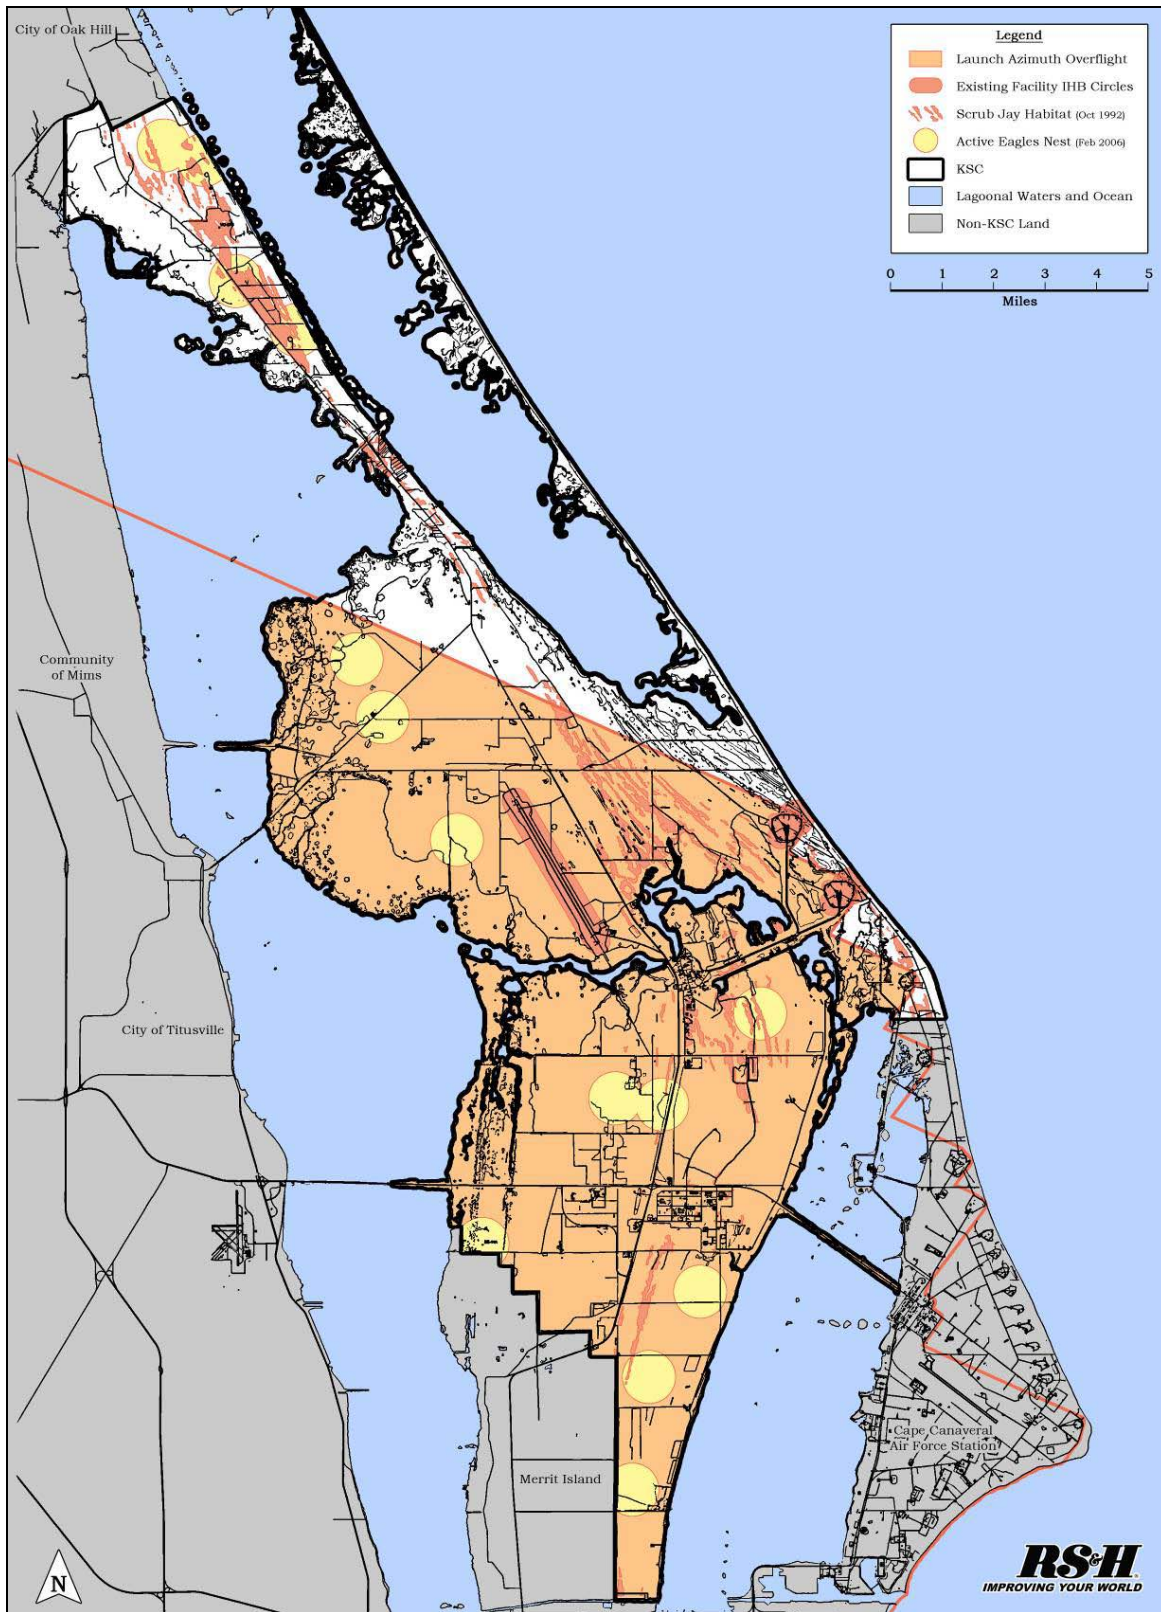 City of Oak Hill
Legend
Launch Azimuth Overflight
Existing Facility IHB Circles
Scrub Jay Habitat (Oct 1992)
Active Eagles Nest (Feb 2006)
KSC
Lagoonal Waters and Ocean
Non-KSC Land
0 1 2 3 4 5
Miles
Community
of Mims
City of Titusville
Cape Canaveral
Air Force Station
Merrit Island
N
RS&H
IMPROVING YOUR WORLD